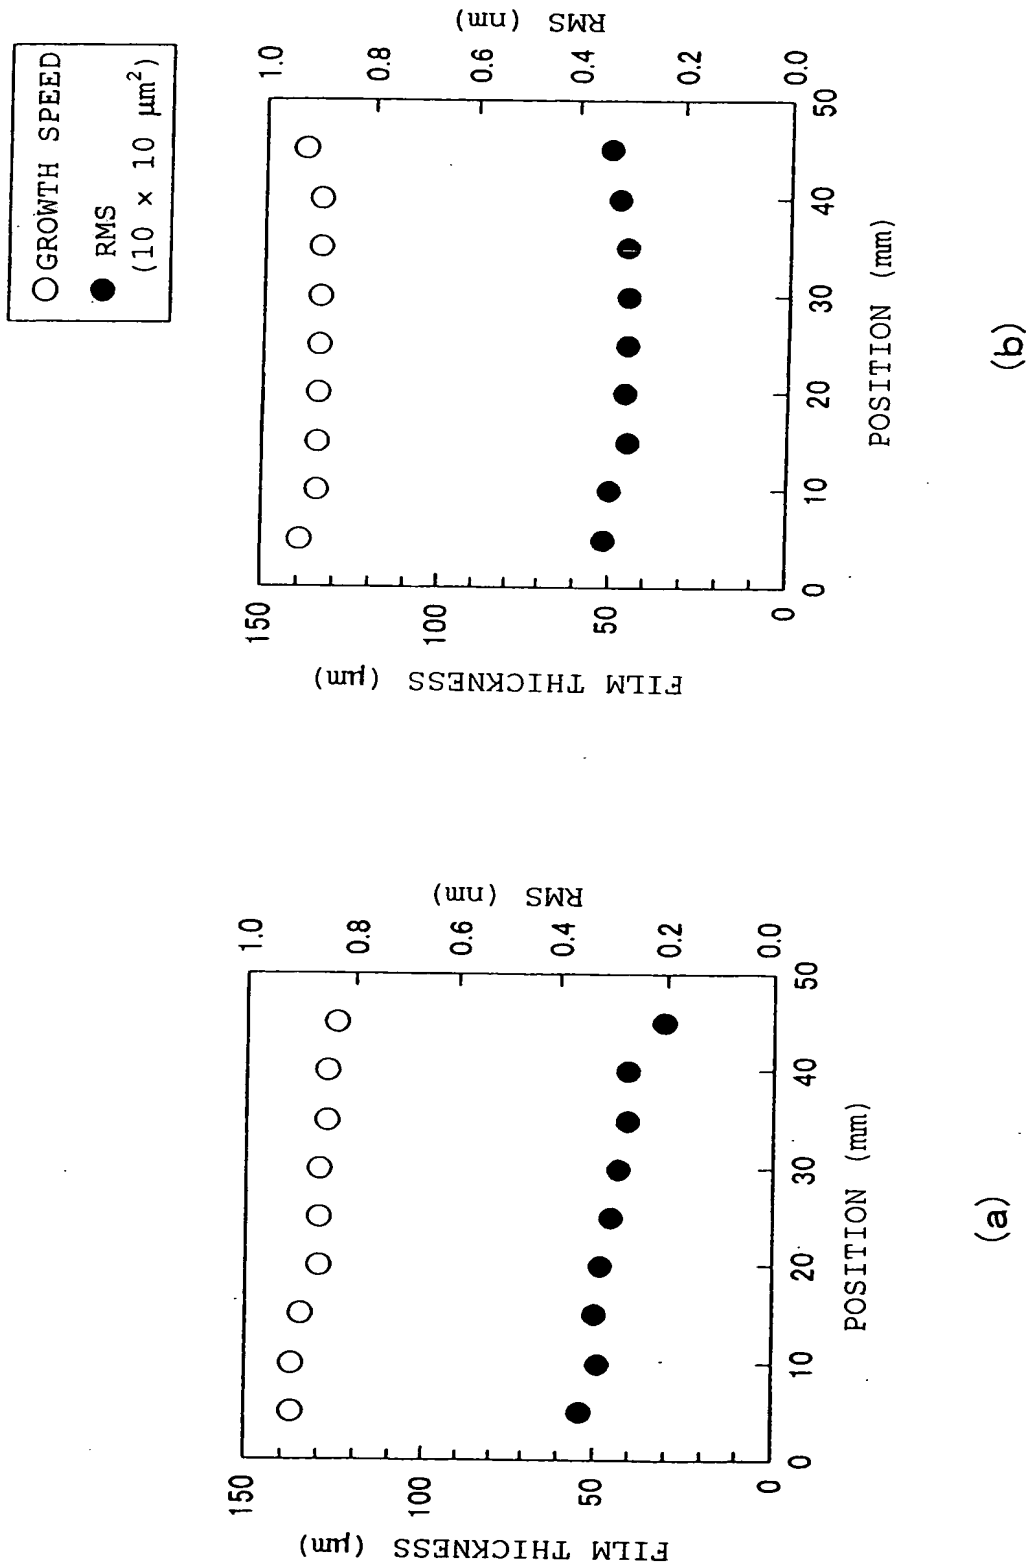 GROWTH SPEED
RMS
(10 × 10 μm²)
FILM THICKNESS (μm)
150
100
50
0
0
10
20
30
40
50
POSITION (mm)
1.0
0.8
0.6
0.4
0.2
0.0
RMS (nm)
(a)
FILM THICKNESS (μm)
150
100
50
0
0
10
20
30
40
50
POSITION (mm)
1.0
0.8
0.6
0.4
0.2
0.0
RMS (nm)
(b)